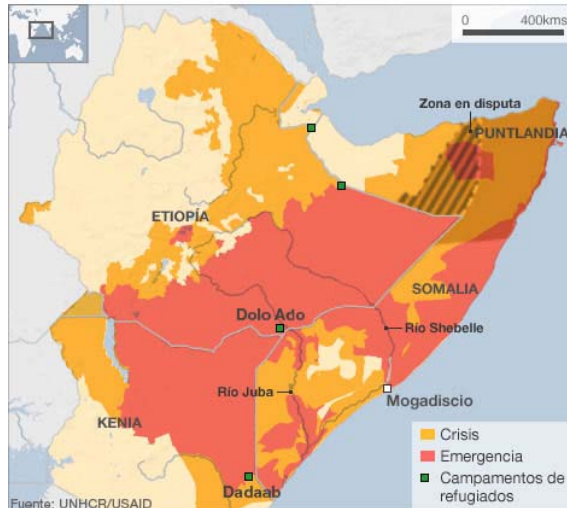 0 400kms
Zona en disputa
PUNTLANDIA
ETIOPÍA
SOMALIA
Dolo Ado
Río Shebelle
Río Juba
Mogadiscio
KENIA
Dadaab
Crisis
Emergencia
Campamentos de
refugiados
Fuente: UNHCR/USAID